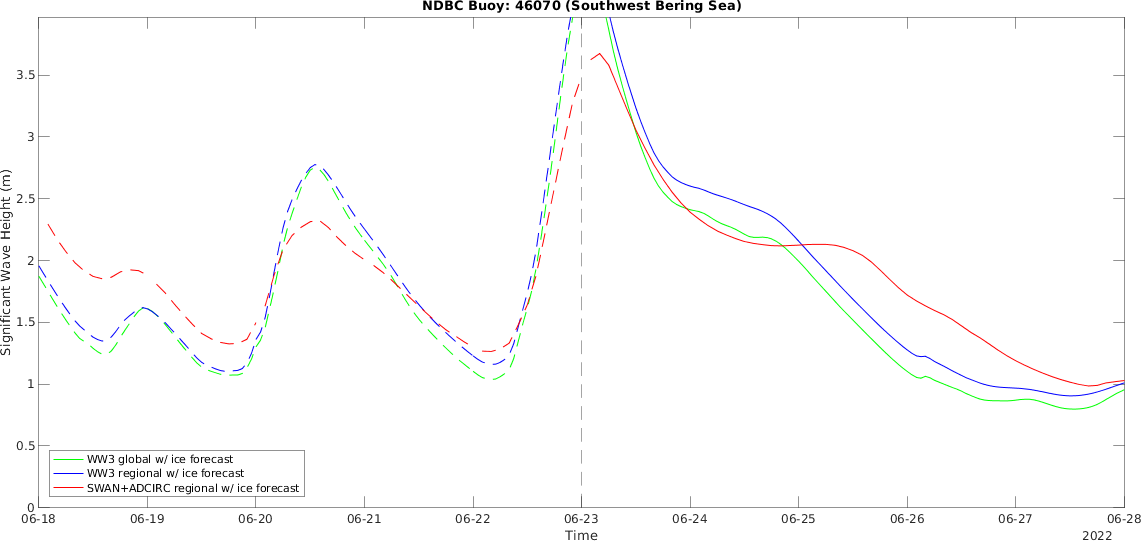 NDBC Buoy: 46070 (Southwest Bering Sea)
Significant Wave Height (m)
3.5
3
2.5
2
1.5
1
0.5
0
WW3 global w/ ice forecast
WW3 regional w/ ice forecast
SWAN+ADCIRC regional w/ ice forecast
06-18 06-19 06-20 06-21 06-22 06-23 06-24 06-25 06-26 06-27 06-28
Time
2022